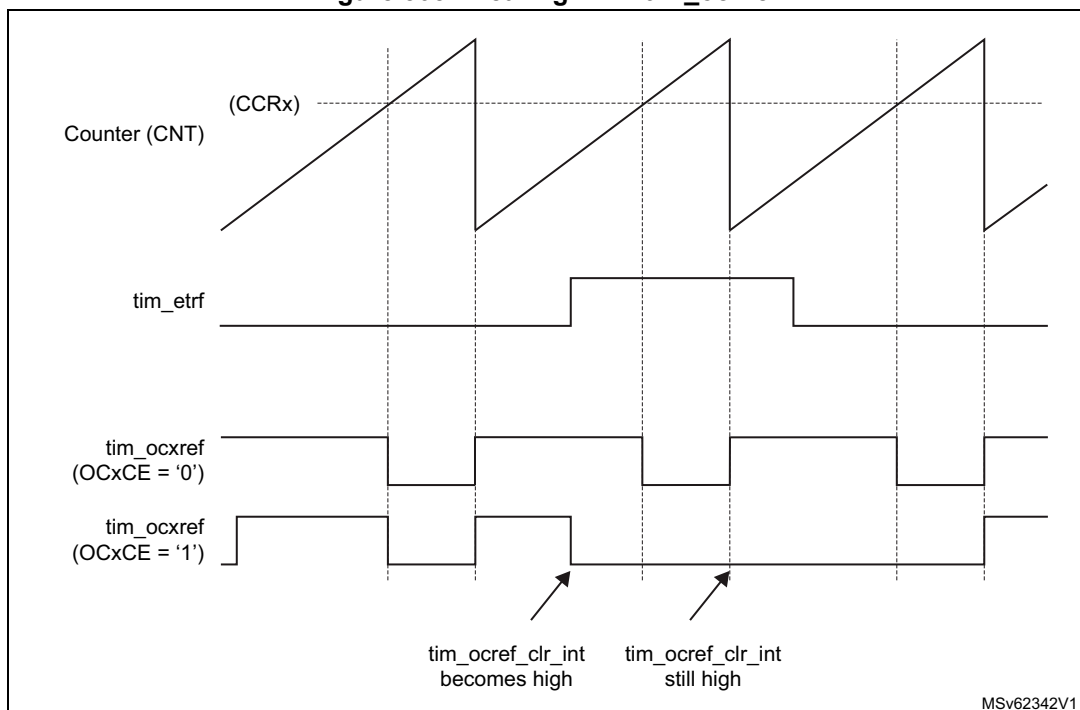 (CCRx)
Counter (CNT)
tim_etrf
tim_ocxref
(OCxCE = ‘0’)
tim_ocxref
(OCxCE = ‘1’)
tim_ocref_clr_int
becomes high
tim_ocref_clr_int
still high
MSv62342V1